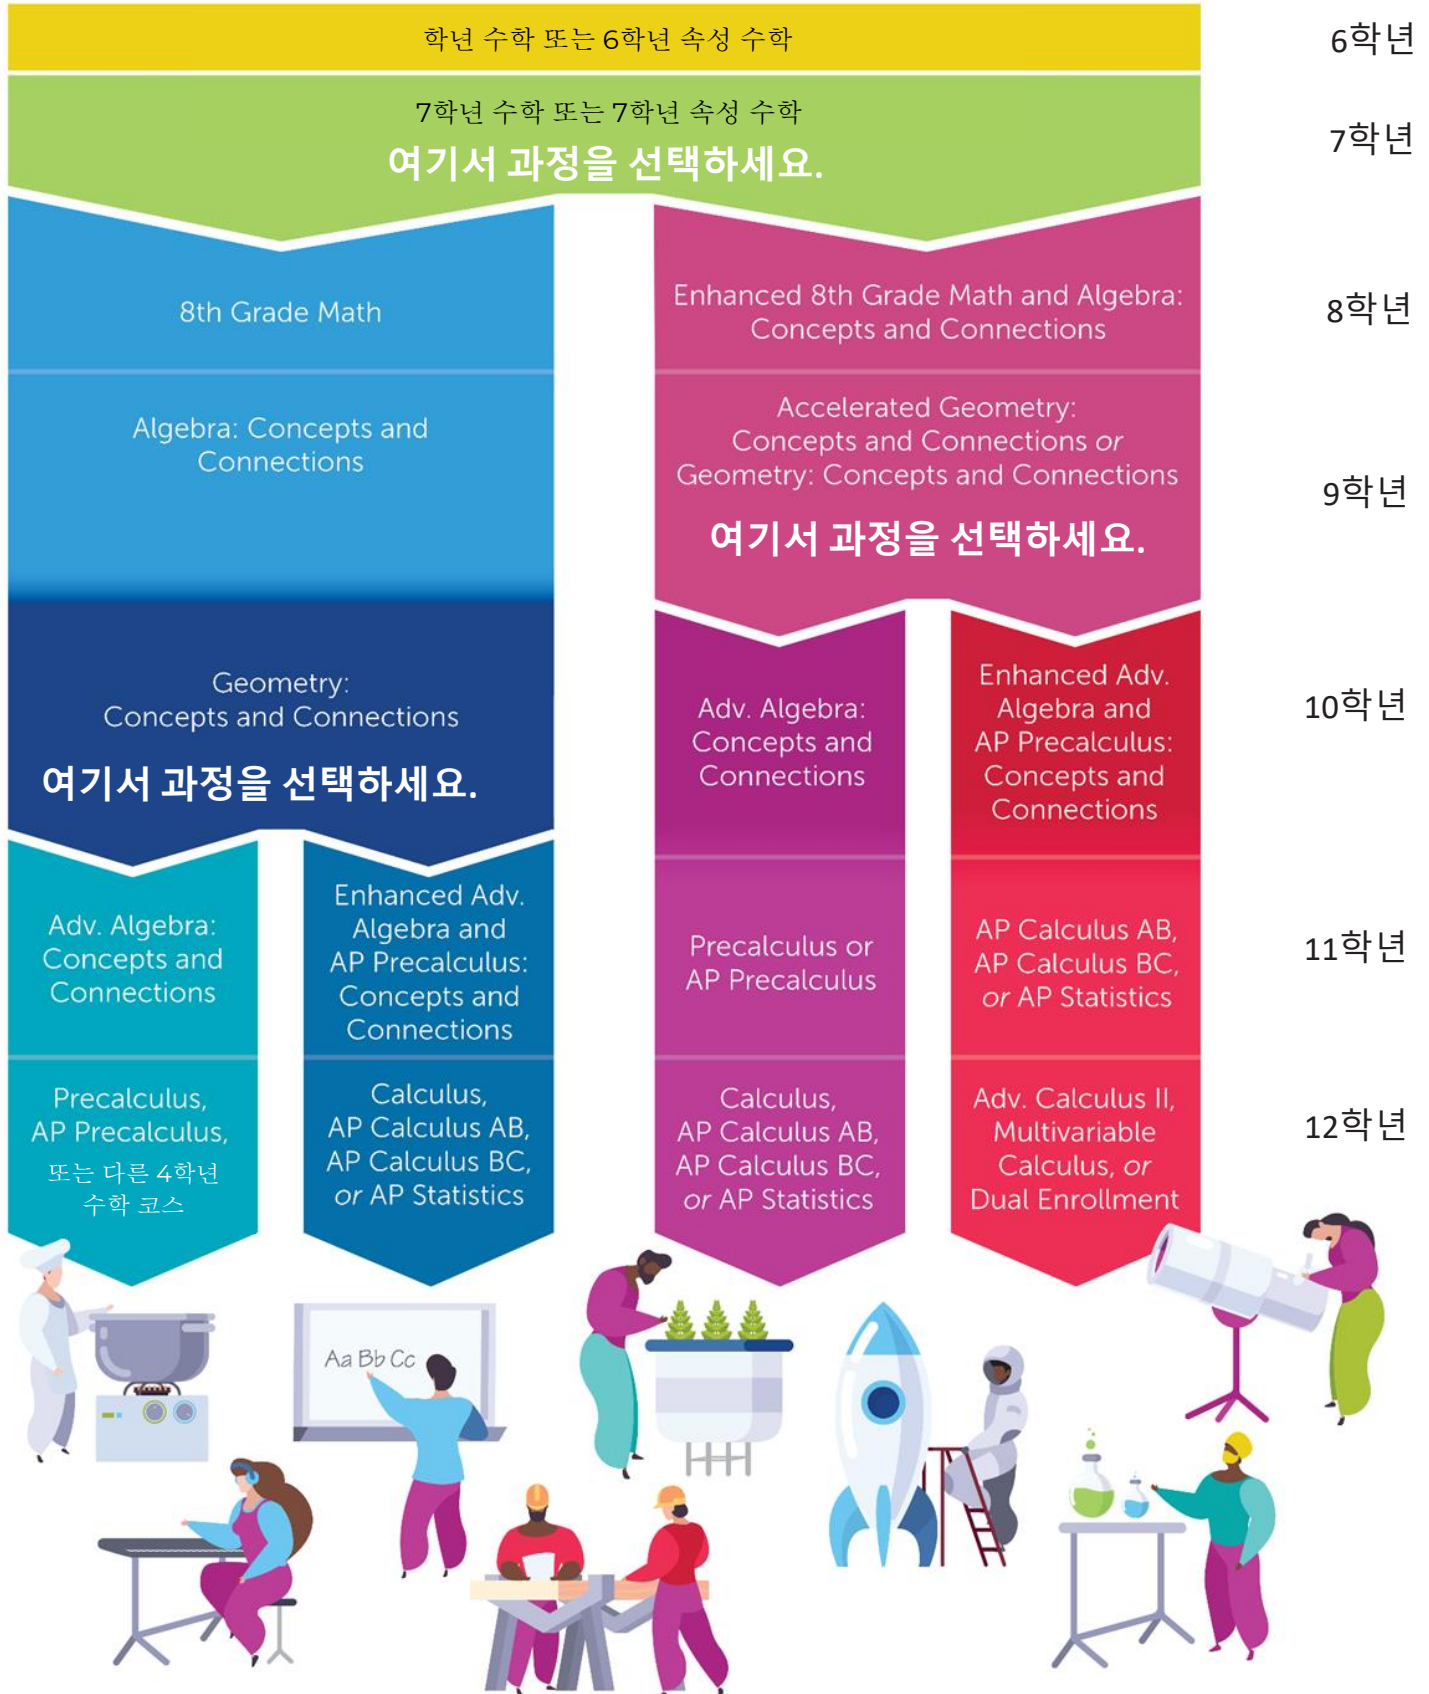 학년 수학 또는 6학년 속성 수학
6학년
7학년 수학 또는 7학년 속성 수학
여기서 과정을 선택하세요.
7학년
8th Grade Math
Enhanced 8th Grade Math and Algebra:
Concepts and Connections
8학년
Algebra: Concepts and
Connections
Accelerated Geometry:
Concepts and Connections or
Geometry: Concepts and Connections
여기서 과정을 선택하세요.
9학년
Geometry:
Concepts and Connections
여기서 과정을 선택하세요.
Adv. Algebra:
Concepts and
Connections
Enhanced Adv.
Algebra and
AP Precalculus:
Concepts and
Connections
10학년
Adv. Algebra:
Concepts and
Connections
Enhanced Adv.
Algebra and
AP Precalculus:
Concepts and
Connections
Precalculus or
AP Precalculus
AP Calculus AB,
AP Calculus BC,
or AP Statistics
11학년
Precalculus,
AP Precalculus,
또는 다른 4학년
수학 코스
Calculus,
AP Calculus AB,
AP Calculus BC,
or AP Statistics
Calculus,
AP Calculus AB,
AP Calculus BC,
or AP Statistics
Adv. Calculus II,
Multivariable
Calculus, or
Dual Enrollment
12학년
Aa Bb Cc